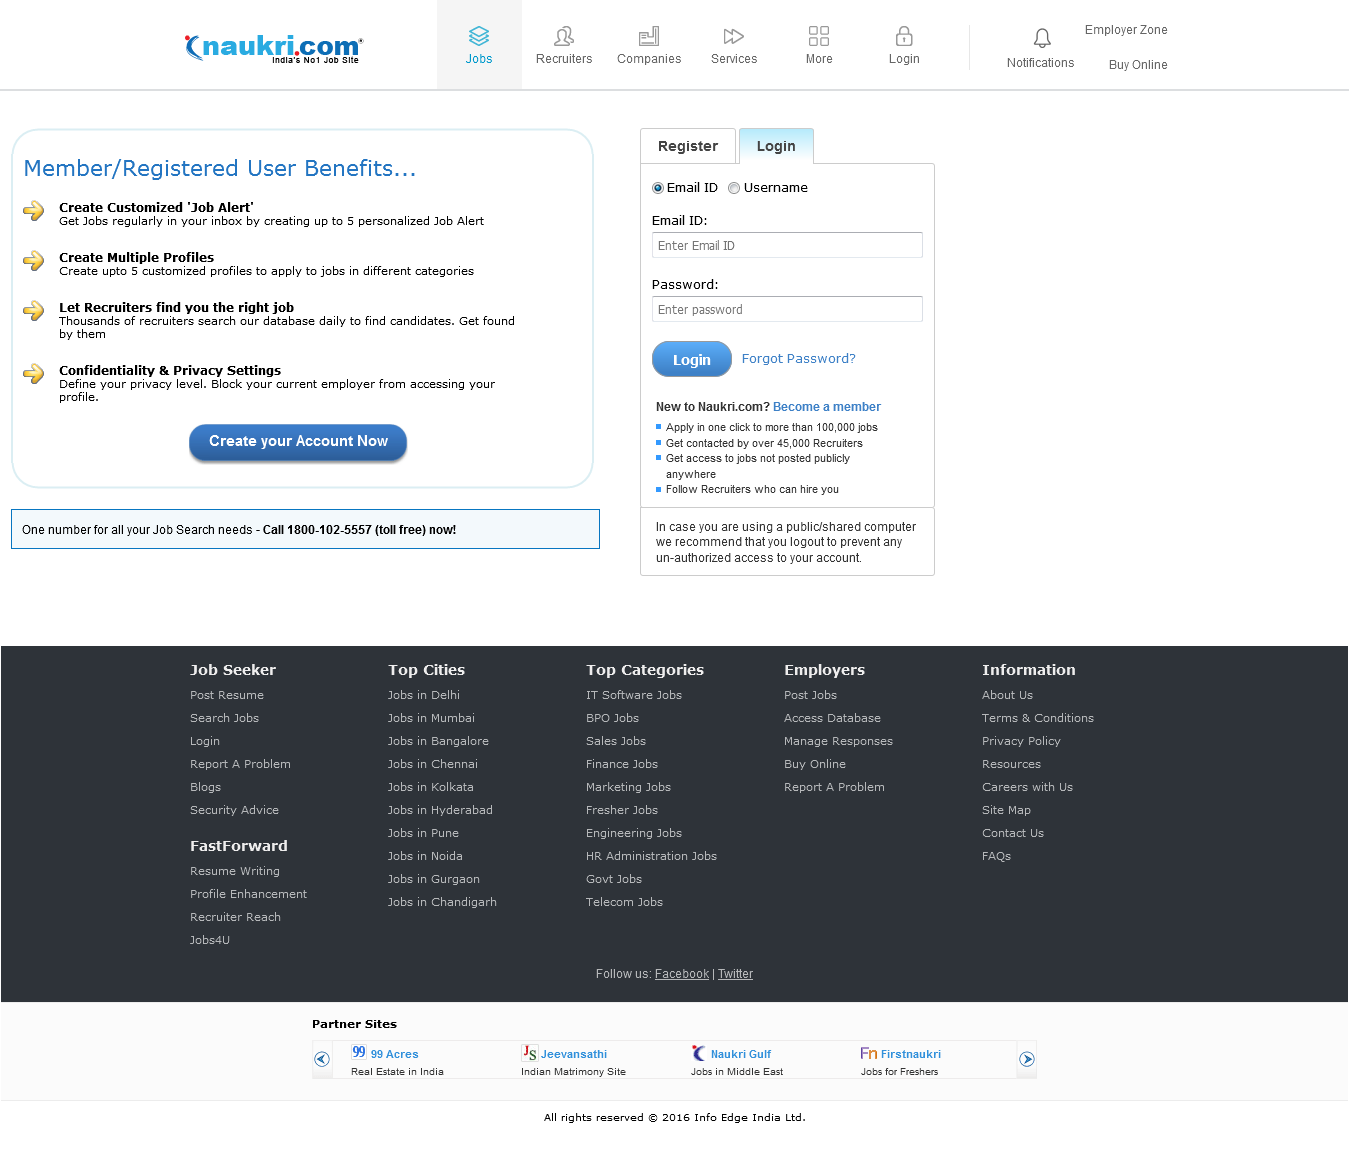 naukri.com
India's No1 Job Site
Jobs
Recruiters
Companies
Services
More
Login
Notifications
Employer Zone
Buy Online
Member/Registered User Benefits...
Create Customized 'Job Alert'
Get Jobs regularly in your inbox by creating up to 5 personalized Job Alert
Create Multiple Profiles
Create upto 5 customized profiles to apply to jobs in different categories
Let Recruiters find you the right job
Thousands of recruiters search our database daily to find candidates. Get found
by them
Confidentiality & Privacy Settings
Define your privacy level. Block your current employer from accessing your
profile.
Create your Account Now
One number for all your Job Search needs - Call 1800-102-5557 (toll free) now!
Register
Login
Email ID
Username
Email ID:
Enter Email ID
Password:
Enter password
Login
Forgot Password?
New to Naukri.com? Become a member
Apply in one click to more than 100,000 jobs
Get contacted by over 45,000 Recruiters
Get access to jobs not posted publicly
anywhere
Follow Recruiters who can hire you
In case you are using a public/shared computer
we recommend that you logout to prevent any
un-authorized access to your account.
Job Seeker
Post Resume
Search Jobs
Login
Report A Problem
Blogs
Security Advice
FastForward
Resume Writing
Profile Enhancement
Recruiter Reach
Jobs4U
Top Cities
Jobs in Delhi
Jobs in Mumbai
Jobs in Bangalore
Jobs in Chennai
Jobs in Kolkata
Jobs in Hyderabad
Jobs in Pune
Jobs in Noida
Jobs in Gurgaon
Jobs in Chandigarh
Top Categories
IT Software Jobs
BPO Jobs
Sales Jobs
Finance Jobs
Marketing Jobs
Fresher Jobs
Engineering Jobs
HR Administration Jobs
Govt Jobs
Telecom Jobs
Employers
Post Jobs
Access Database
Manage Responses
Buy Online
Report A Problem
Information
About Us
Terms & Conditions
Privacy Policy
Resources
Careers with Us
Site Map
Contact Us
FAQs
Follow us: Facebook | Twitter
Partner Sites
99 99 Acres
Real Estate in India
JS Jeevansathi
Indian Matrimony Site
Naukri Gulf
Jobs in Middle East
Fn Firstnaukri
Jobs for Freshers
All rights reserved © 2016 Info Edge India Ltd.